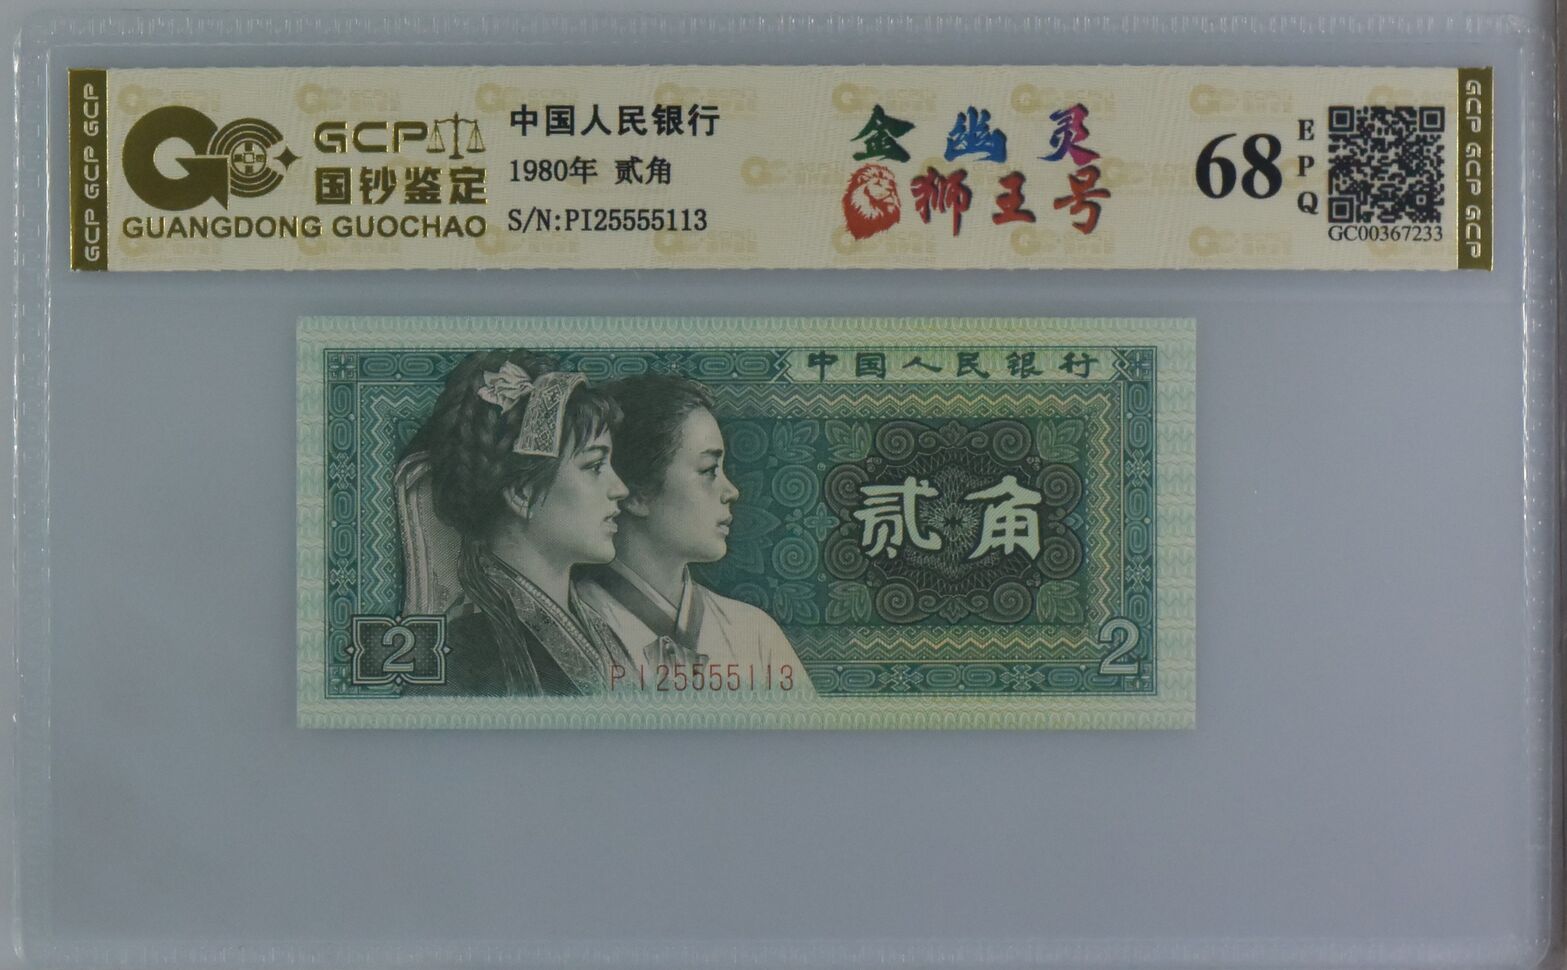 GCP GCP GCP
GCP
国钞鉴定
GUANGDONG GUOCHAO
中国人民银行
1980年 贰角
S/N:PI25555113
金幽灵
狮王号
68
EPQ
GC00367233
GCP GCP GCP
中国人民银行
贰角
2
2
PI25555113